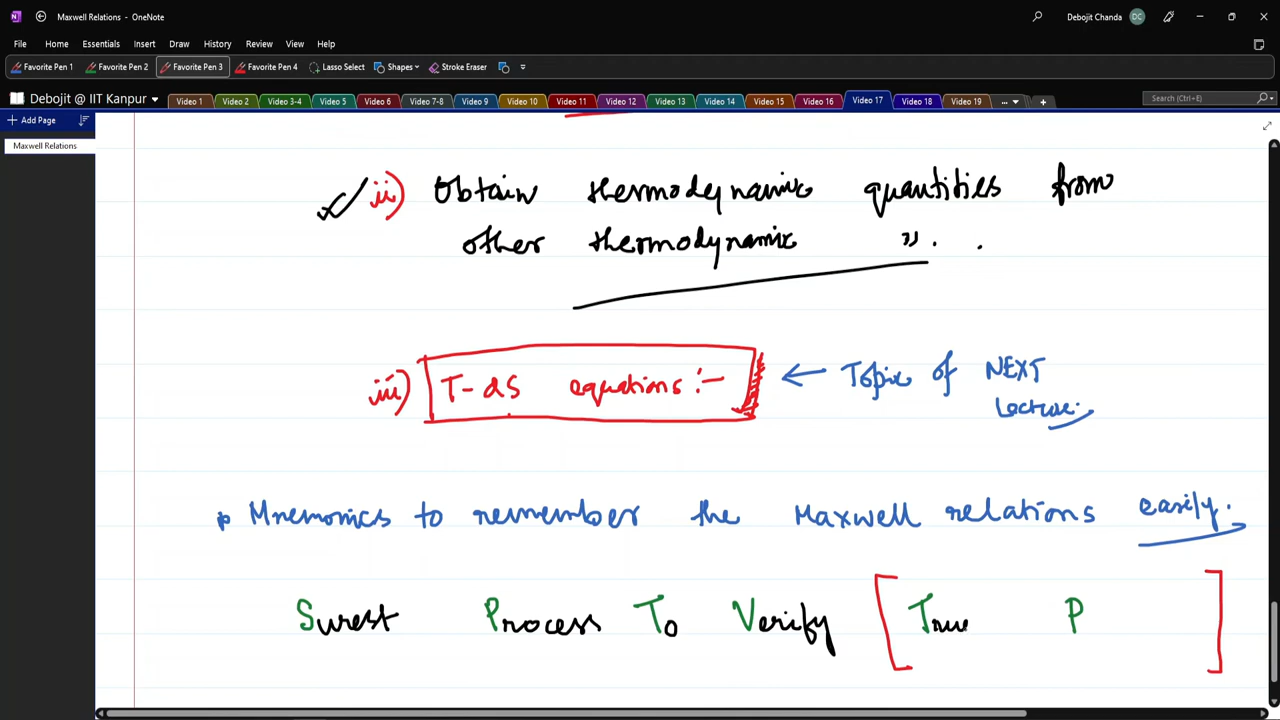 Maxwell Relations - OneNote
Debojit Chanda DC
File Home Essentials Insert Draw History Review View Help
Favorite Pen 1 Favorite Pen 2 Favorite Pen 3 Favorite Pen 4 Lasso Select Shapes Stroke Eraser
Debojit @ IIT Kanpur Video 1 Video 2 Video 3-4 Video 5 Video 6 Video 7-8 Video 9 Video 10 Video 11 Video 12 Video 13 Video 14 Video 15 Video 16 Video 17 Video 18 Video 19 ... + Search (Ctrl+E)
+ Add Page
Maxwell Relations
ii) Obtain thermodynamic quantities from
other thermodynamic " . .
iii) T-dS equations :- ← Topic of NEXT
Lecture.
Mnemonics to remember the Maxwell relations easily.
Surest Process To Verify [ True P ]